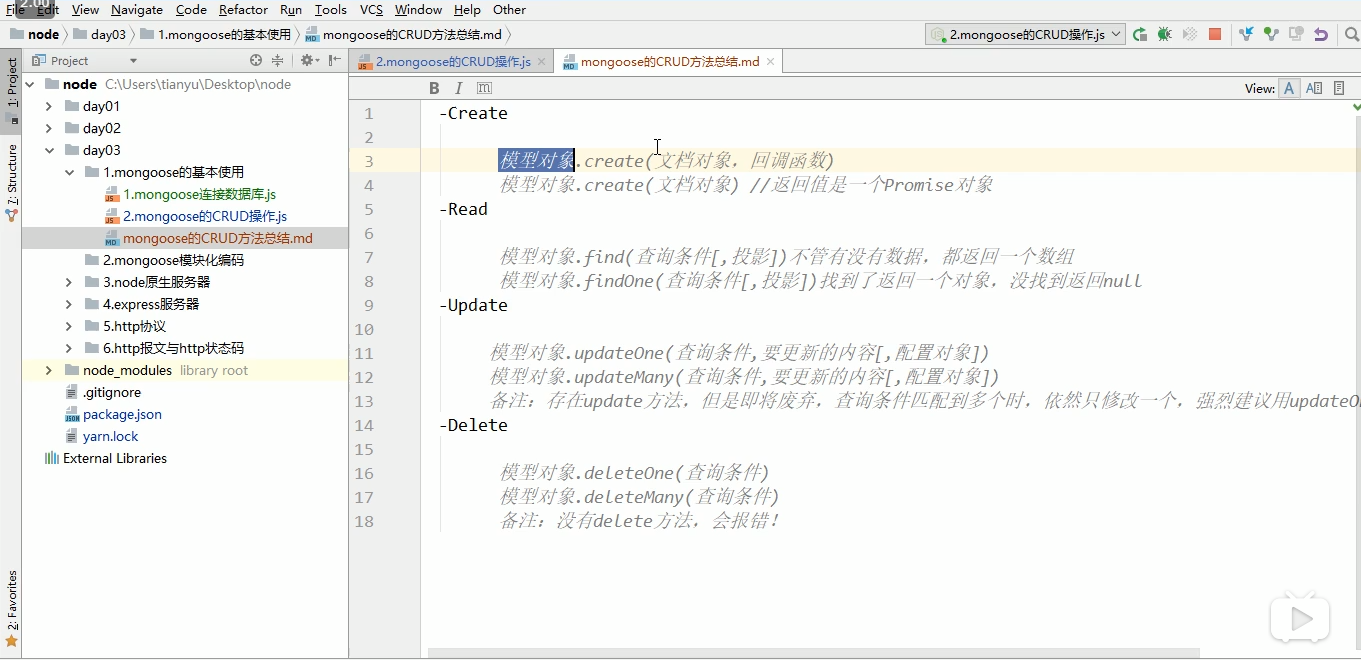 2.00
File Edit View Navigate Code Refactor Run Tools VCS Window Help Other
node day03 1.mongoose的基本使用 mongoose的CRUD方法总结.md
2.mongoose的CRUD操作.js
Project
2.mongoose的CRUD操作.js
mongoose的CRUD方法总结.md
1: Project
Z: Structure
2: Favorites
node C:\Users\tianyu\Desktop\node
day01
day02
day03
1.mongoose的基本使用
1.mongoose连接数据库.js
2.mongoose的CRUD操作.js
mongoose的CRUD方法总结.md
2.mongoose模块化编码
3.node原生服务器
4.express服务器
5.http协议
6.http报文与http状态码
node_modules library root
.gitignore
package.json
yarn.lock
External Libraries
B I m View: A A
1 -Create
2
3 模型对象.create(文档对象，回调函数)
4 模型对象.create(文档对象) //返回值是一个Promise对象
5 -Read
6
7 模型对象.find(查询条件[,投影])不管有没有数据，都返回一个数组
8 模型对象.findOne(查询条件[,投影])找到了返回一个对象，没找到返回null
9 -Update
10
11 模型对象.updateOne(查询条件,要更新的内容[,配置对象])
12 模型对象.updateMany(查询条件,要更新的内容[,配置对象])
13 备注：存在update方法，但是即将废弃，查询条件匹配到多个时，依然只修改一个，强烈建议用updateO
14 -Delete
15
16 模型对象.deleteOne(查询条件)
17 模型对象.deleteMany(查询条件)
18 备注：没有delete方法，会报错！